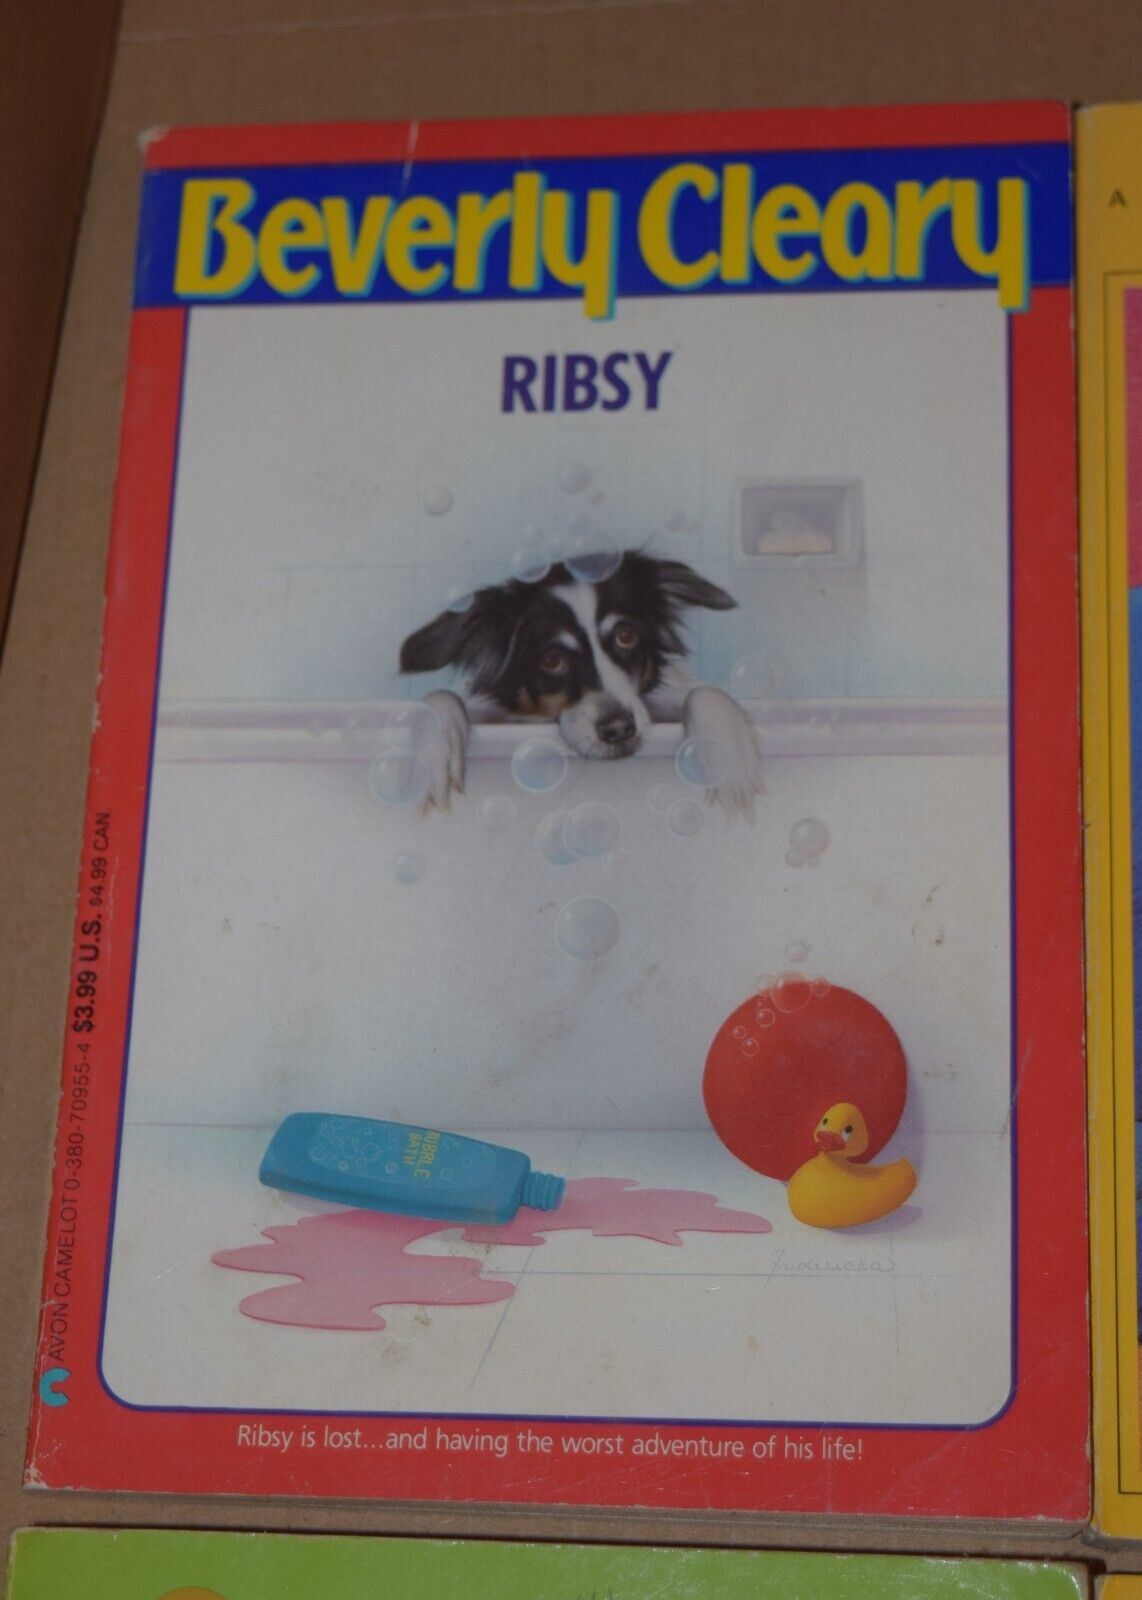 Beverly Cleary
RIBSY
AVON CAMELOT 0-380-70955-4 $3.99 U.S. $4.99 CAN.
BUBBLE
BATH
Ribsy is lost...and having the worst adventure of his life!
A